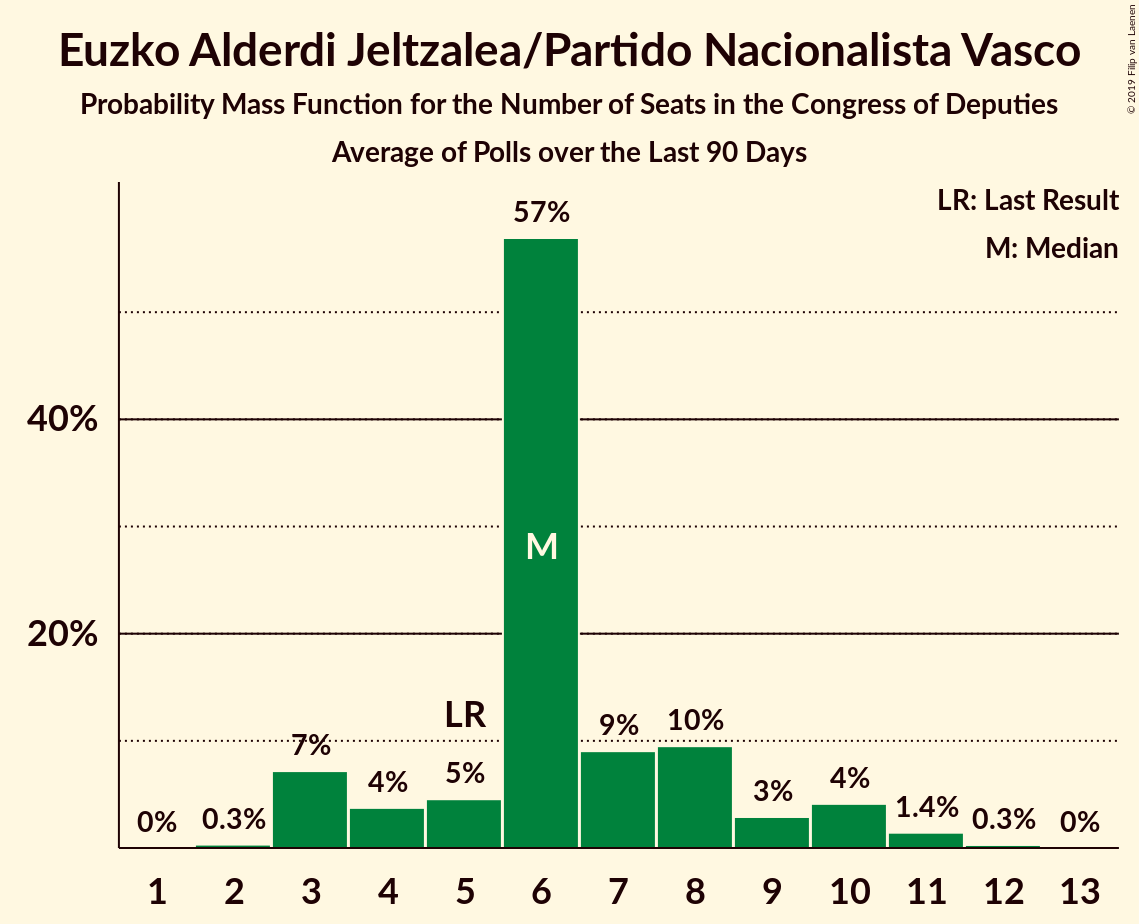 Euzko Alderdi Jeltzalea/Partido Nacionalista Vasco
Probability Mass Function for the Number of Seats in the Congress of Deputies
Average of Polls over the Last 90 Days
© 2019 Filip van Laenen
LR: Last Result
M: Median
57%
40%
M
20%
LR
7%
4%
5%
9%
10%
3%
4%
1.4%
0%
0.3%
0.3%
0%
1 2 3 4 5 6 7 8 9 10 11 12 13